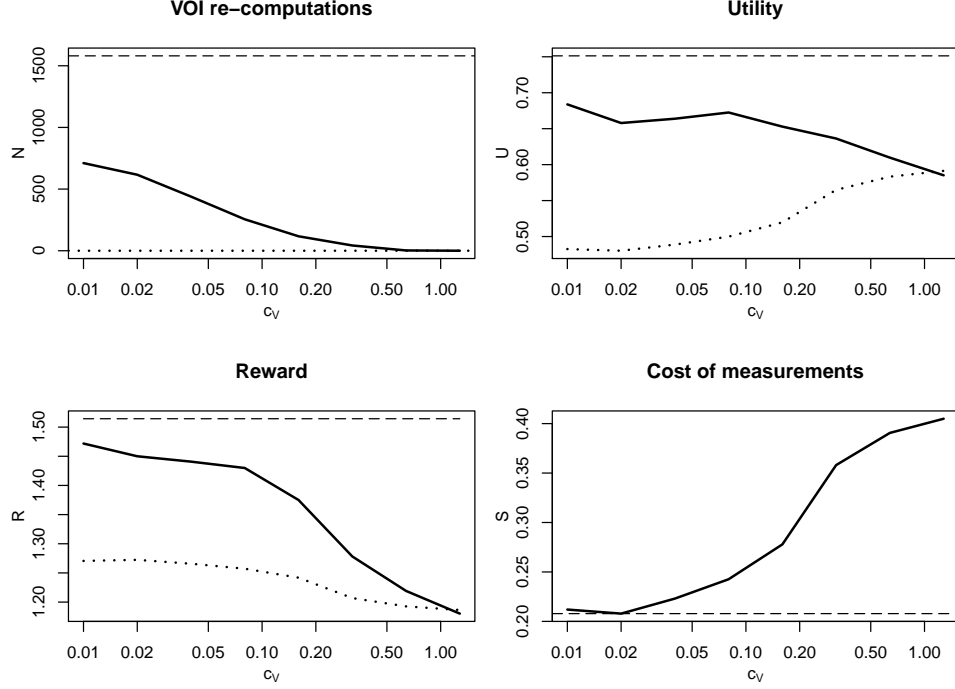 VOI re−computations
N
1500
1000
500
0
0.01 0.02 0.05 0.10 0.20 0.50 1.00
cV
Utility
U
0.70
0.60
0.50
0.01 0.02 0.05 0.10 0.20 0.50 1.00
cV
Reward
R
1.50
1.40
1.30
1.20
0.01 0.02 0.05 0.10 0.20 0.50 1.00
cV
Cost of measurements
S
0.40
0.35
0.30
0.25
0.20
0.01 0.02 0.05 0.10 0.20 0.50 1.00
cV